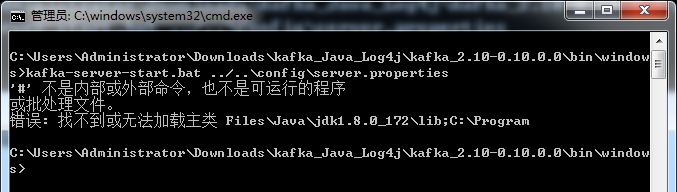 管理员: C:\windows\system32\cmd.exe
C:\Users\Administrator\Downloads\kafka_Java_Log4j\kafka_2.10-0.10.0.0\bin\window
s>kafka-server-start.bat ../..\config\server.properties
'#' 不是内部或外部命令，也不是可运行的程序
或批处理文件。
错误: 找不到或无法加载主类 Files\Java\jdk1.8.0_172\lib;C:\Program
C:\Users\Administrator\Downloads\kafka_Java_Log4j\kafka_2.10-0.10.0.0\bin\window
s>